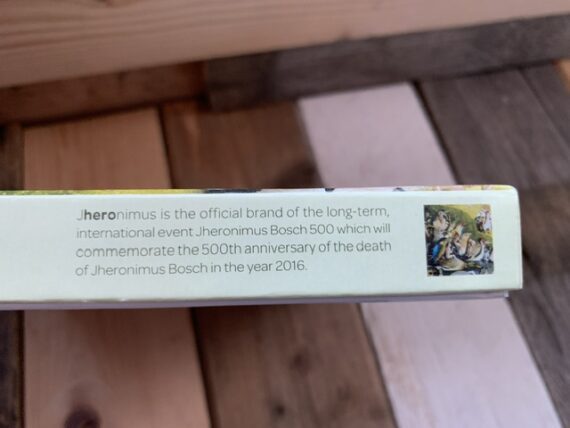 Jheronimus is the official brand of the long-term,
international event Jheronimus Bosch 500 which will
commemorate the 500th anniversary of the death
of Jheronimus Bosch in the year 2016.